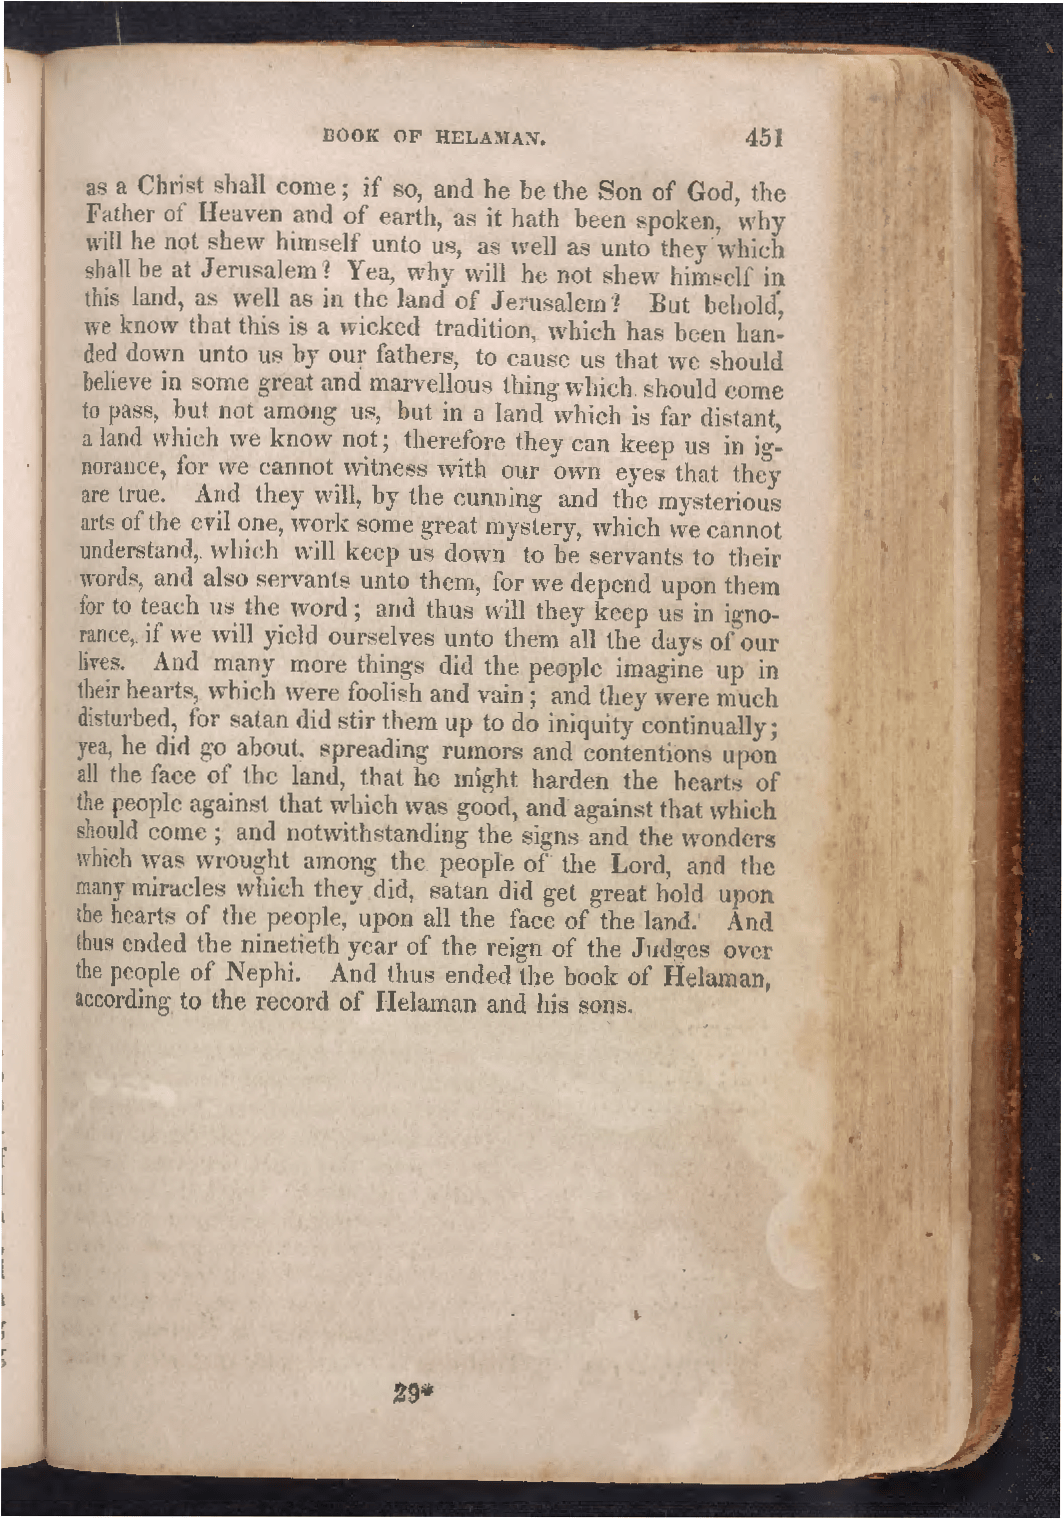 BOOK OF HELAMAN. 451
as a Christ shall come; if so, and he be the Son of God, the
Father of Heaven and of earth, as it hath been spoken, why
will he not shew himself unto us, as well as unto they which
shall be at Jerusalem? Yea, why will he not shew himself in
this land, as well as in the land of Jerusalem? But behold,
we know that this is a wicked tradition, which has been han-
ded down unto us by our fathers, to cause us that we should
believe in some great and marvellous thing which should come
to pass, but not among us, but in a land which is far distant,
a land which we know not; therefore they can keep us in ig-
norance, for we cannot witness with our own eyes that they
are true. And they will, by the cunning and the mysterious
arts of the evil one, work some great mystery, which we cannot
understand, which will keep us down to be servants to their
words, and also servants unto them, for we depend upon them
for to teach us the word; and thus will they keep us in igno-
rance, if we will yield ourselves unto them all the days of our
lives. And many more things did the people imagine up in
their hearts, which were foolish and vain; and they were much
disturbed, for satan did stir them up to do iniquity continually;
yea, he did go about, spreading rumors and contentions upon
all the face of the land, that he might harden the hearts of
the people against that which was good, and against that which
should come; and notwithstanding the signs and the wonders
which was wrought among the people of the Lord, and the
many miracles which they did, satan did get great hold upon
the hearts of the people, upon all the face of the land. And
thus ended the ninetieth year of the reign of the Judges over
the people of Nephi. And thus ended the book of Helaman,
according to the record of Helaman and his sons.
29*